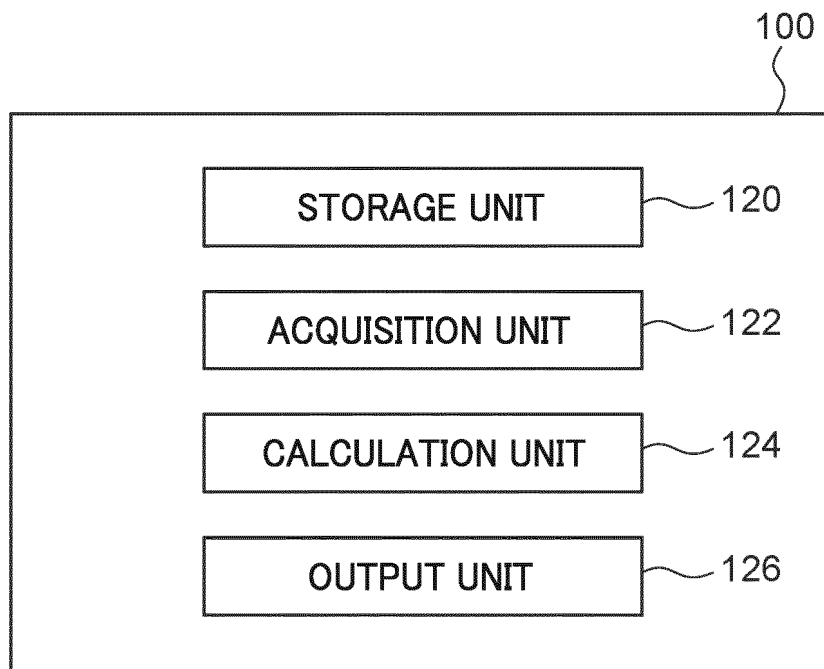 100
STORAGE UNIT 120
ACQUISITION UNIT 122
CALCULATION UNIT 124
OUTPUT UNIT 126